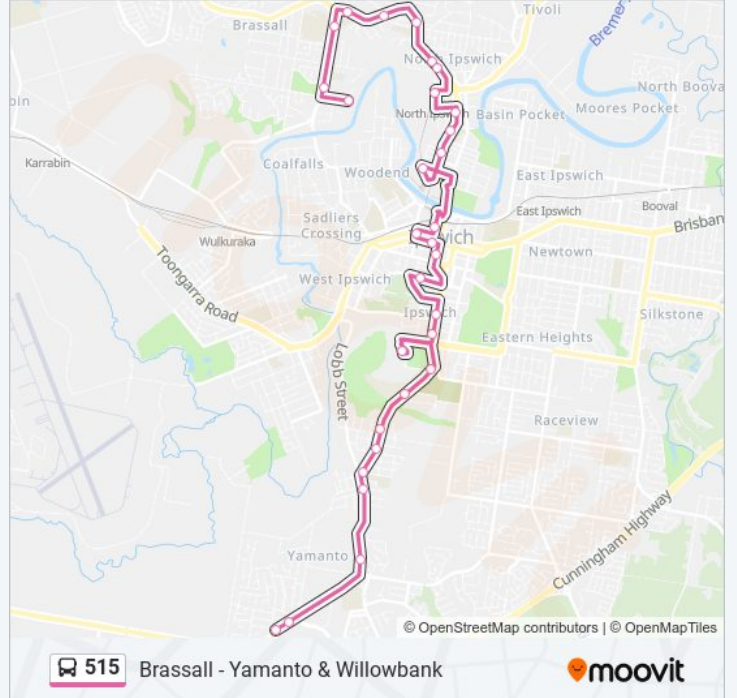 Tivoli
Brassall
Bremer
North Ipswich
North Booval
Moores Pocket
Basin Pocket
North Ipswich
Karrabin
Coalfalls
Woodend
East Ipswich
Sadliers
Crossing
East Ipswich
Booval
Brisban
Wulkuraka
Newtown
West Ipswich
Toongarra Road
Ipswich
Silkstone
Eastern Heights
Lobb Street
Raceview
Cunningham Highway
Yamanto
© OpenStreetMap contributors | © OpenMapTiles
515 Brassall - Yamanto & Willowbank
moovit